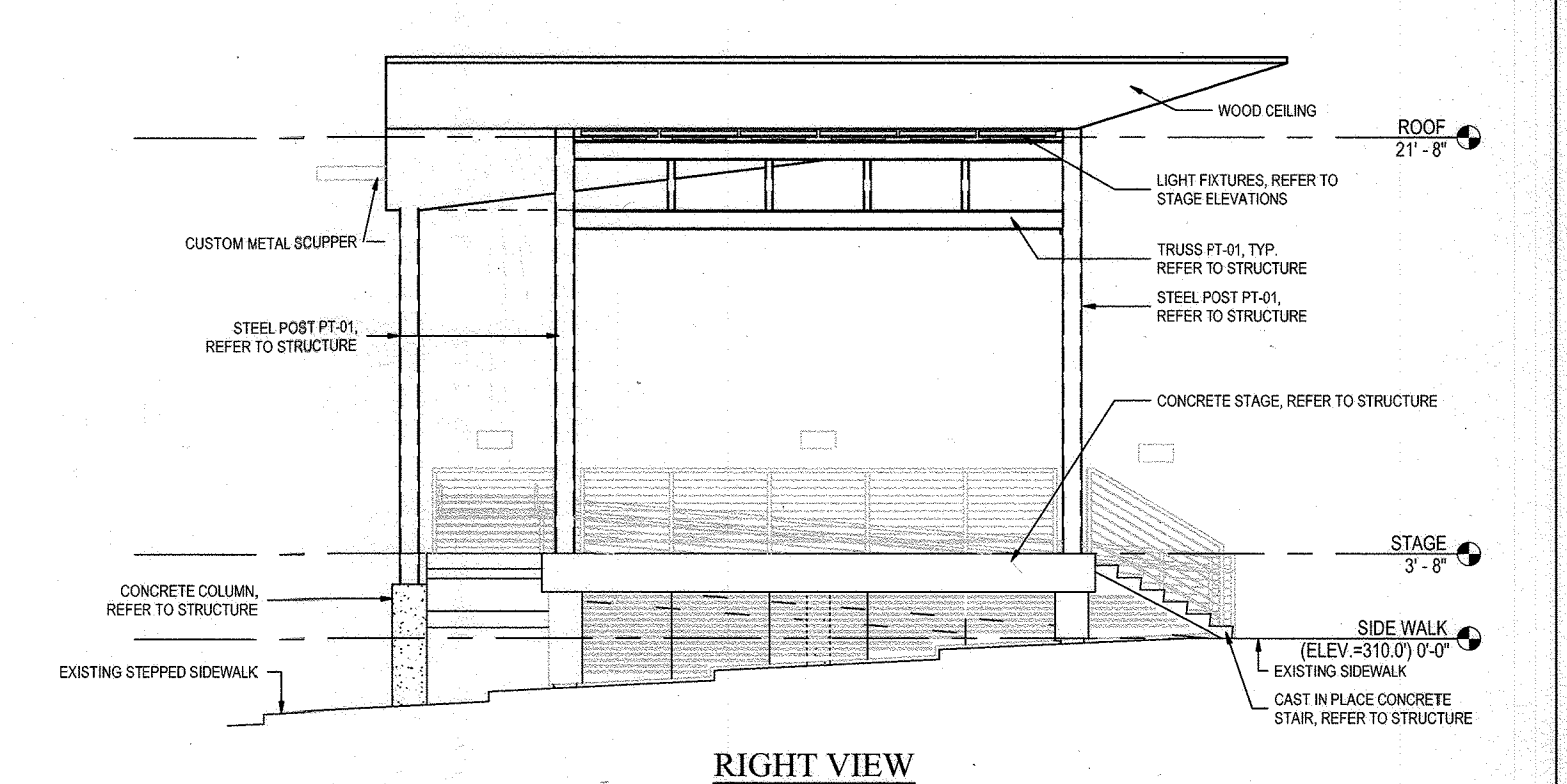 WOOD CEILING
ROOF
21' - 8"
LIGHT FIXTURES, REFER TO
STAGE ELEVATIONS
CUSTOM METAL SCUPPER
TRUSS PT-01, TYP.
REFER TO STRUCTURE
STEEL POST PT-01,
REFER TO STRUCTURE
STEEL POST PT-01,
REFER TO STRUCTURE
CONCRETE STAGE, REFER TO STRUCTURE
STAGE
3' - 8"
CONCRETE COLUMN,
REFER TO STRUCTURE
SIDE WALK
(ELEV.=310.0') 0'-0"
EXISTING STEPPED SIDEWALK
EXISTING SIDEWALK
CAST IN PLACE CONCRETE
STAIR, REFER TO STRUCTURE
RIGHT VIEW